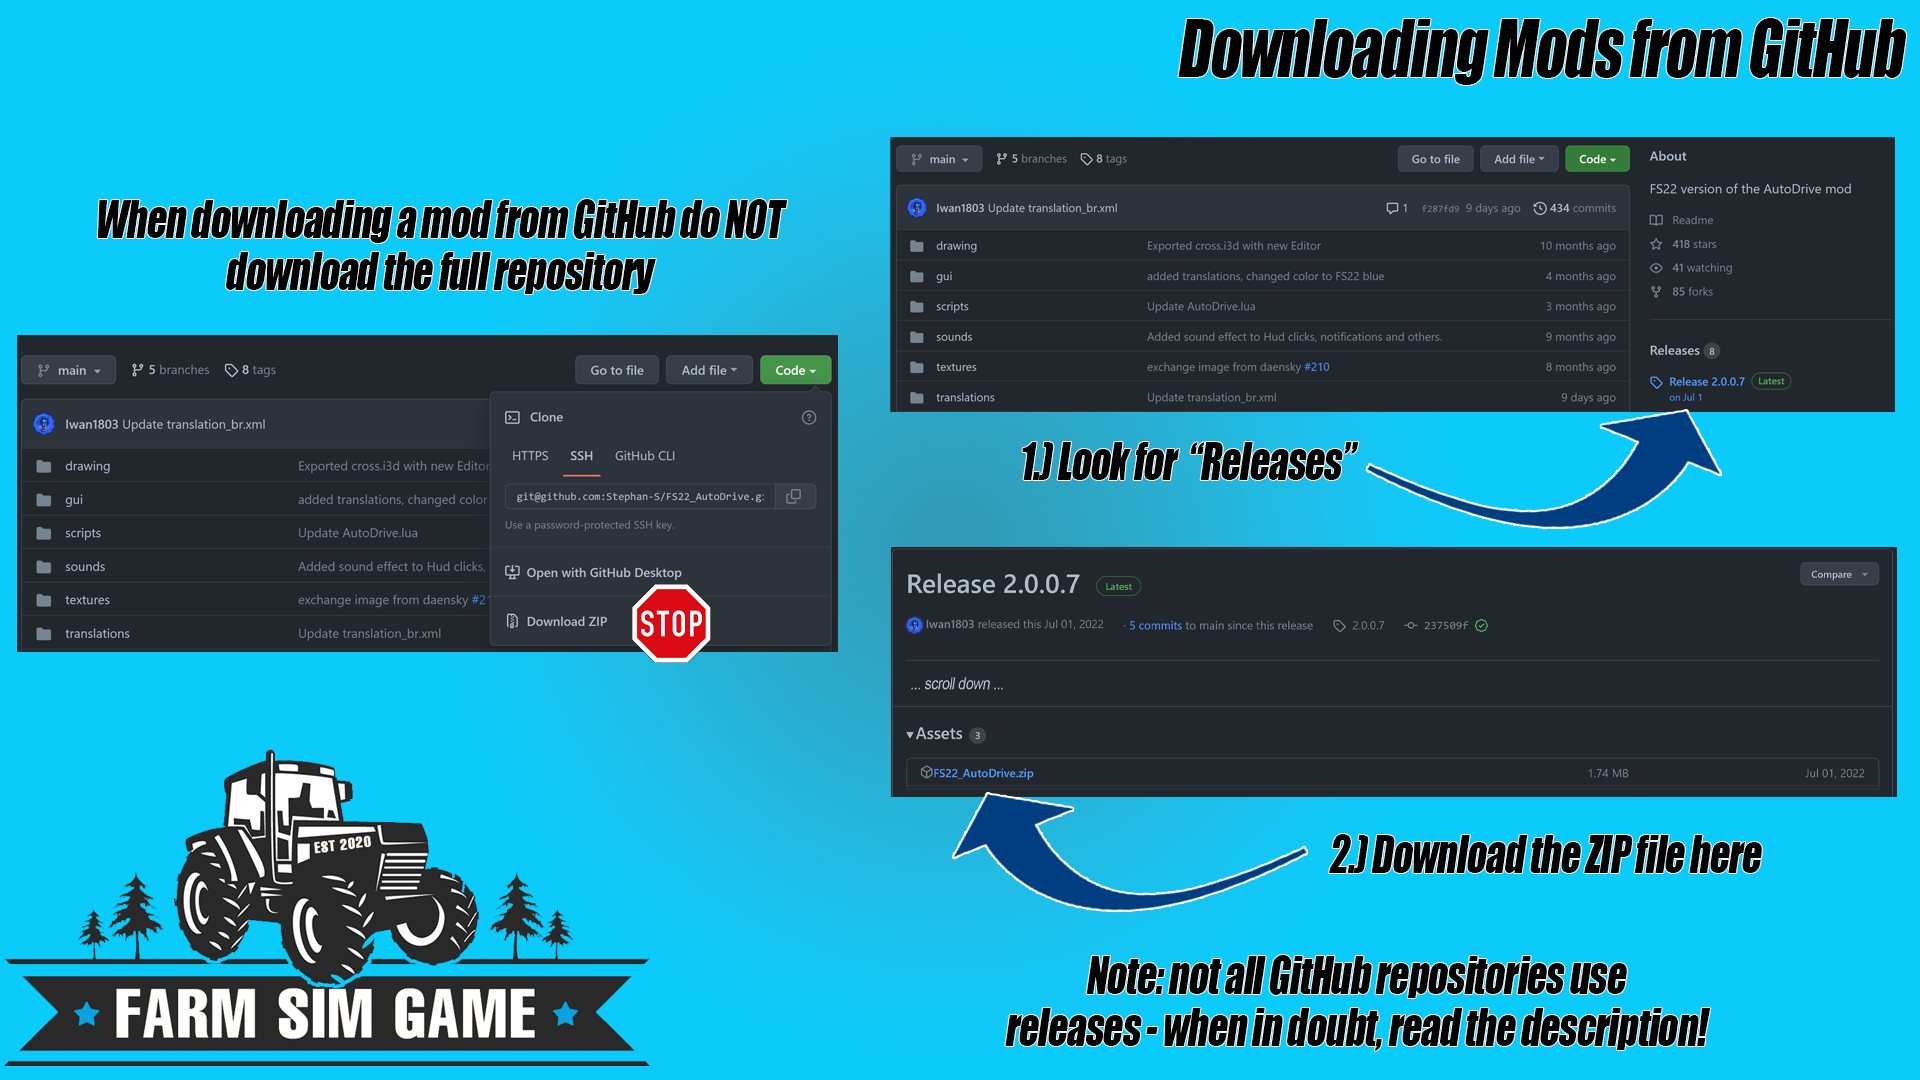 Downloading Mods from GitHub
When downloading a mod from GitHub do NOT
download the full repository
main
5 branches
8 tags
Go to file
Add file
Code
Iwan1803 Update translation_br.xml
drawing Exported cross.i3d with new Editor
gui added translations, changed color
scripts Update AutoDrive.lua
sounds Added sound effect to Hud clicks,
textures exchange image from daensky #21
translations Update translation_br.xml
Clone
HTTPS SSH GitHub CLI
git@github.com:Stephan-S/FS22_AutoDrive.gi
Use a password-protected SSH key.
Open with GitHub Desktop
Download ZIP
STOP
main
5 branches
8 tags
Go to file
Add file
Code
Iwan1803 Update translation_br.xml 1 f287fd9 9 days ago 434 commits
drawing Exported cross.i3d with new Editor 10 months ago
gui added translations, changed color to FS22 blue 4 months ago
scripts Update AutoDrive.lua 3 months ago
sounds Added sound effect to Hud clicks, notifications and others. 9 months ago
textures exchange image from daensky #210 8 months ago
translations Update translation_br.xml 9 days ago
About
FS22 version of the AutoDrive mod
Readme
418 stars
41 watching
85 forks
Releases 8
Release 2.0.0.7 Latest
on Jul 1
1.) Look for “Releases”
Release 2.0.0.7 Latest
Compare
Iwan1803 released this Jul 01, 2022 · 5 commits to main since this release 2.0.0.7 237509f
... scroll down ...
Assets 3
FS22_AutoDrive.zip 1.74 MB Jul 01, 2022
2.) Download the ZIP file here
Note: not all GitHub repositories use
releases - when in doubt, read the description!
EST 2020
FARM SIM GAME